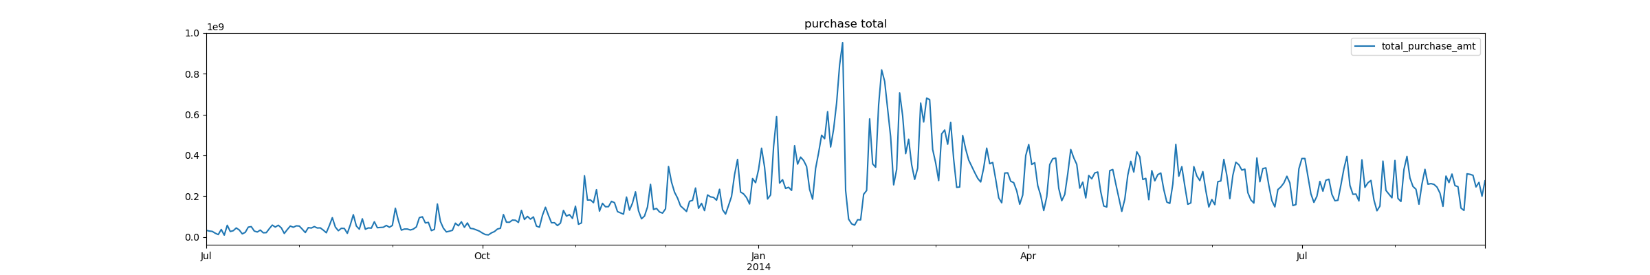 purchase total
1e9
total_purchase_amt
1.0
0.8
0.6
0.4
0.2
0.0
Jul
Oct
Jan
2014
Apr
Jul